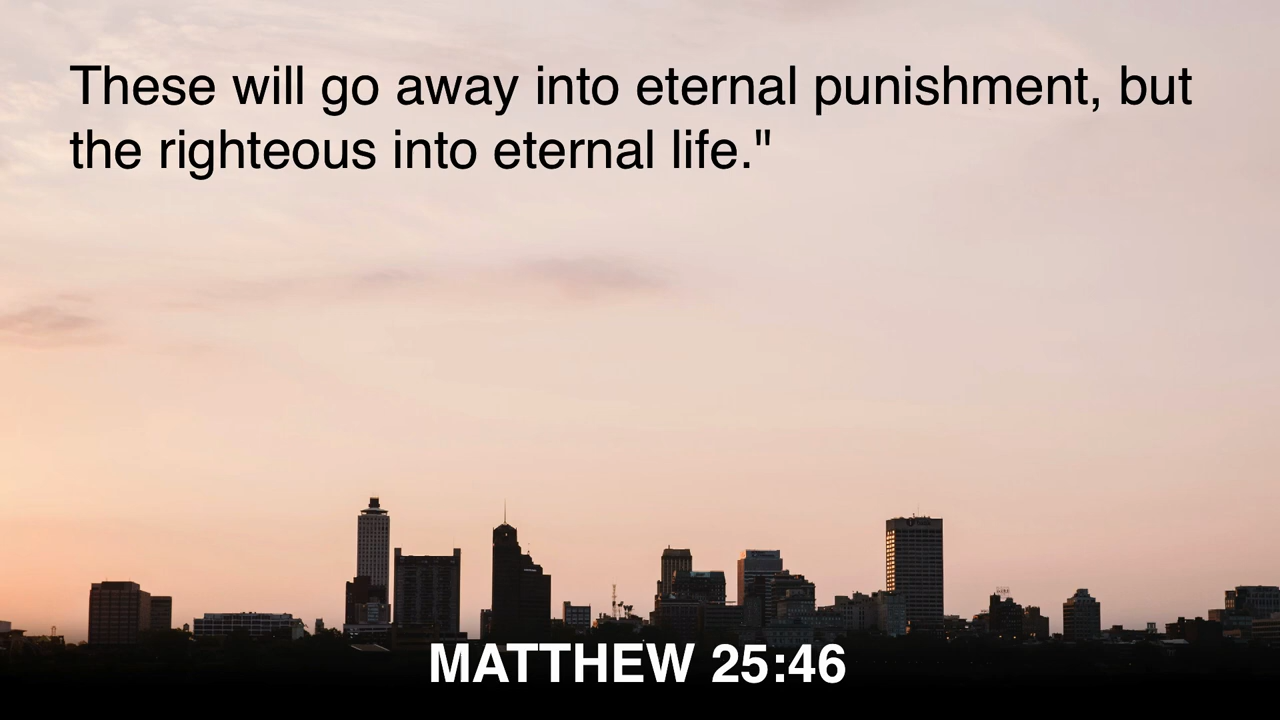 These will go away into eternal punishment, but
the righteous into eternal life."
MATTHEW 25:46